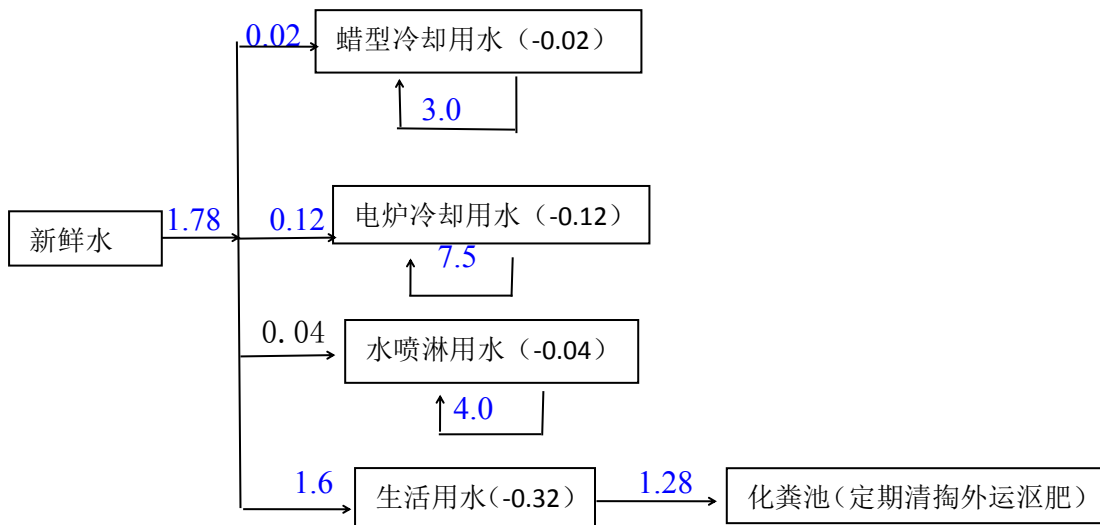 0.02
蜡型冷却用水（-0.02）
3.0
新鲜水
1.78
0.12
电炉冷却用水（-0.12）
7.5
0.04
水喷淋用水（-0.04）
4.0
1.6
生活用水(-0.32)
1.28
化粪池（定期清掏外运沤肥）